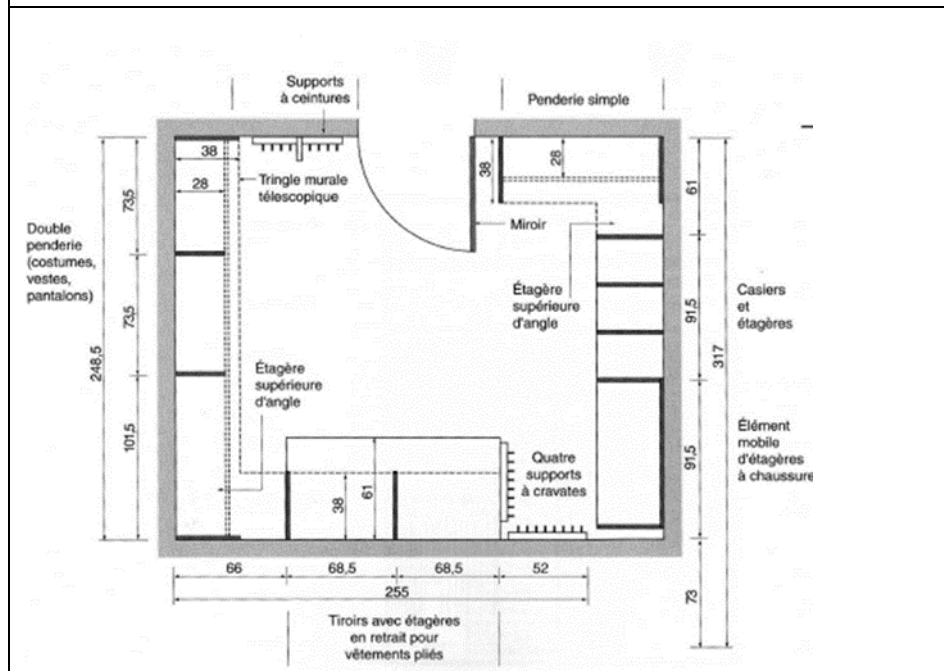 Supports
à ceintures
Penderie simple
38
28
Tringle murale
télescopique
38
28
61
Miroir
73,5
Double
penderie
(costumes,
vestes,
pantalons)
73,5
248,5
101,5
Étagère
supérieure
d'angle
Étagère
supérieure
d'angle
91,5
Casiers
et
étagères
317
91,5
Élément
mobile
d'étagères
à chaussure
38
61
Quatre
supports
à cravates
66
68,5
68,5
52
255
73
Tiroirs avec étagères
en retrait pour
vêtements pliés